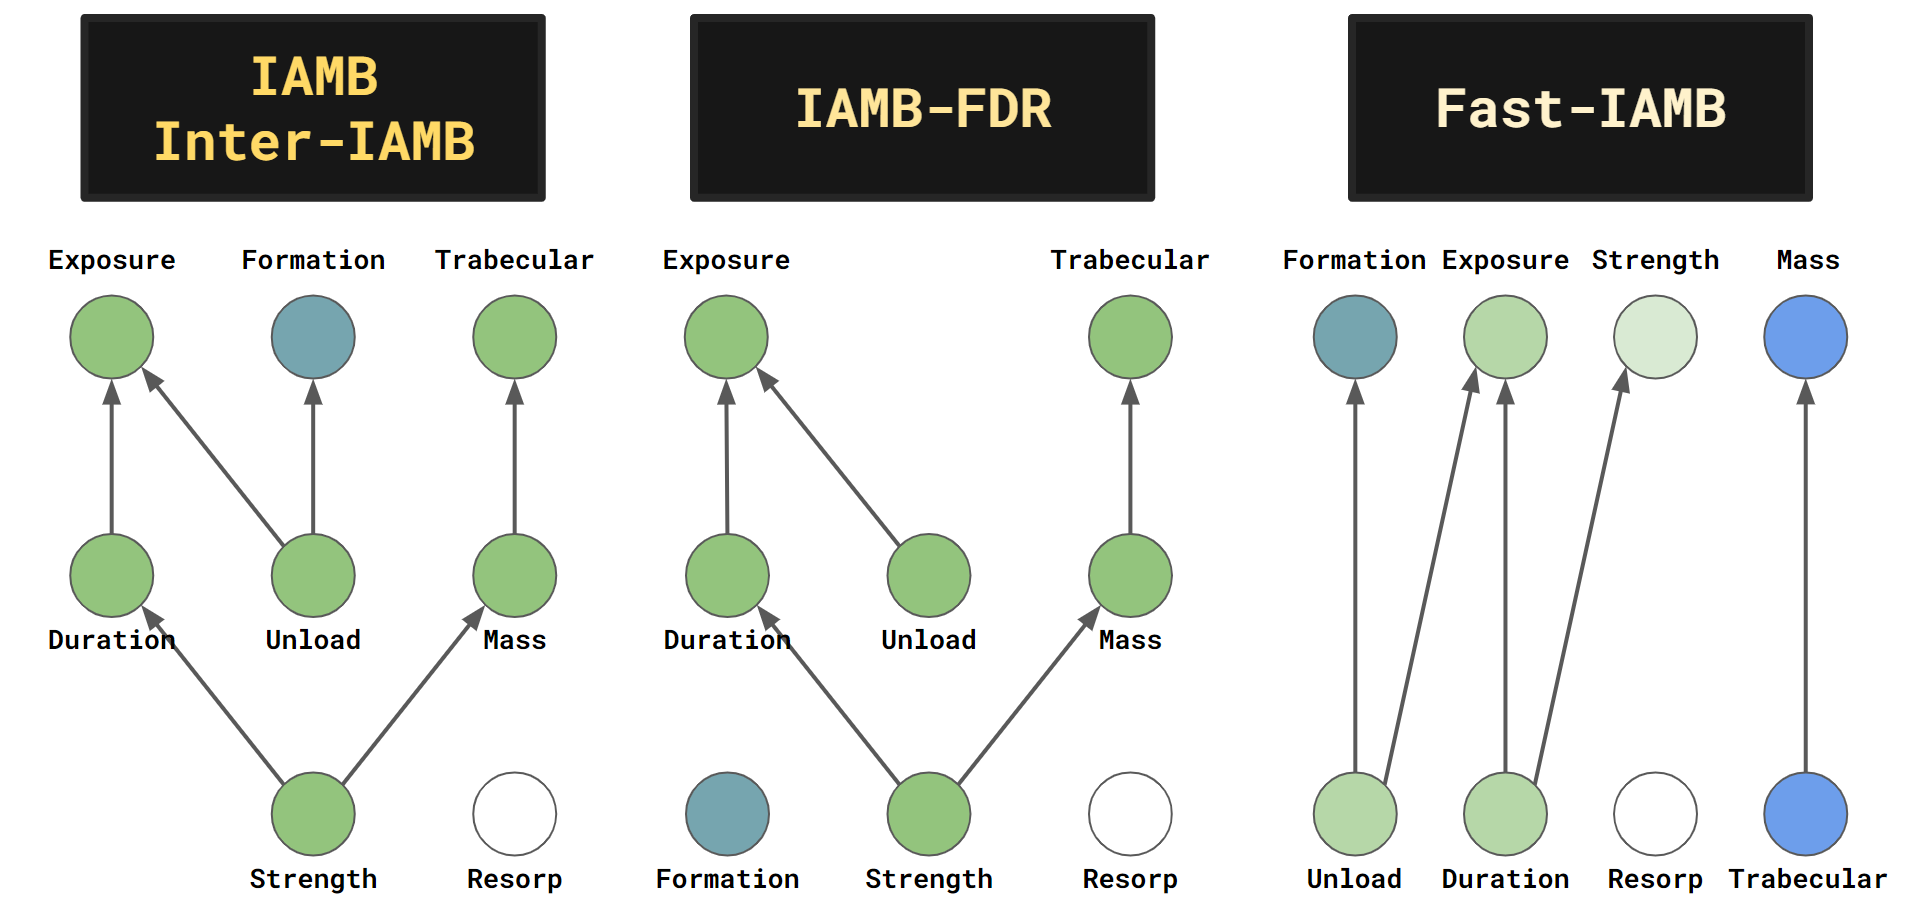 IAMB
Inter-IAMB
IAMB-FDR
Fast-IAMB
Exposure Formation Trabecular
Exposure Trabecular
Formation Exposure Strength Mass
Duration Unload Mass
Duration Unload Mass
Strength Resorp
Formation Strength Resorp
Unload Duration Resorp Trabecular